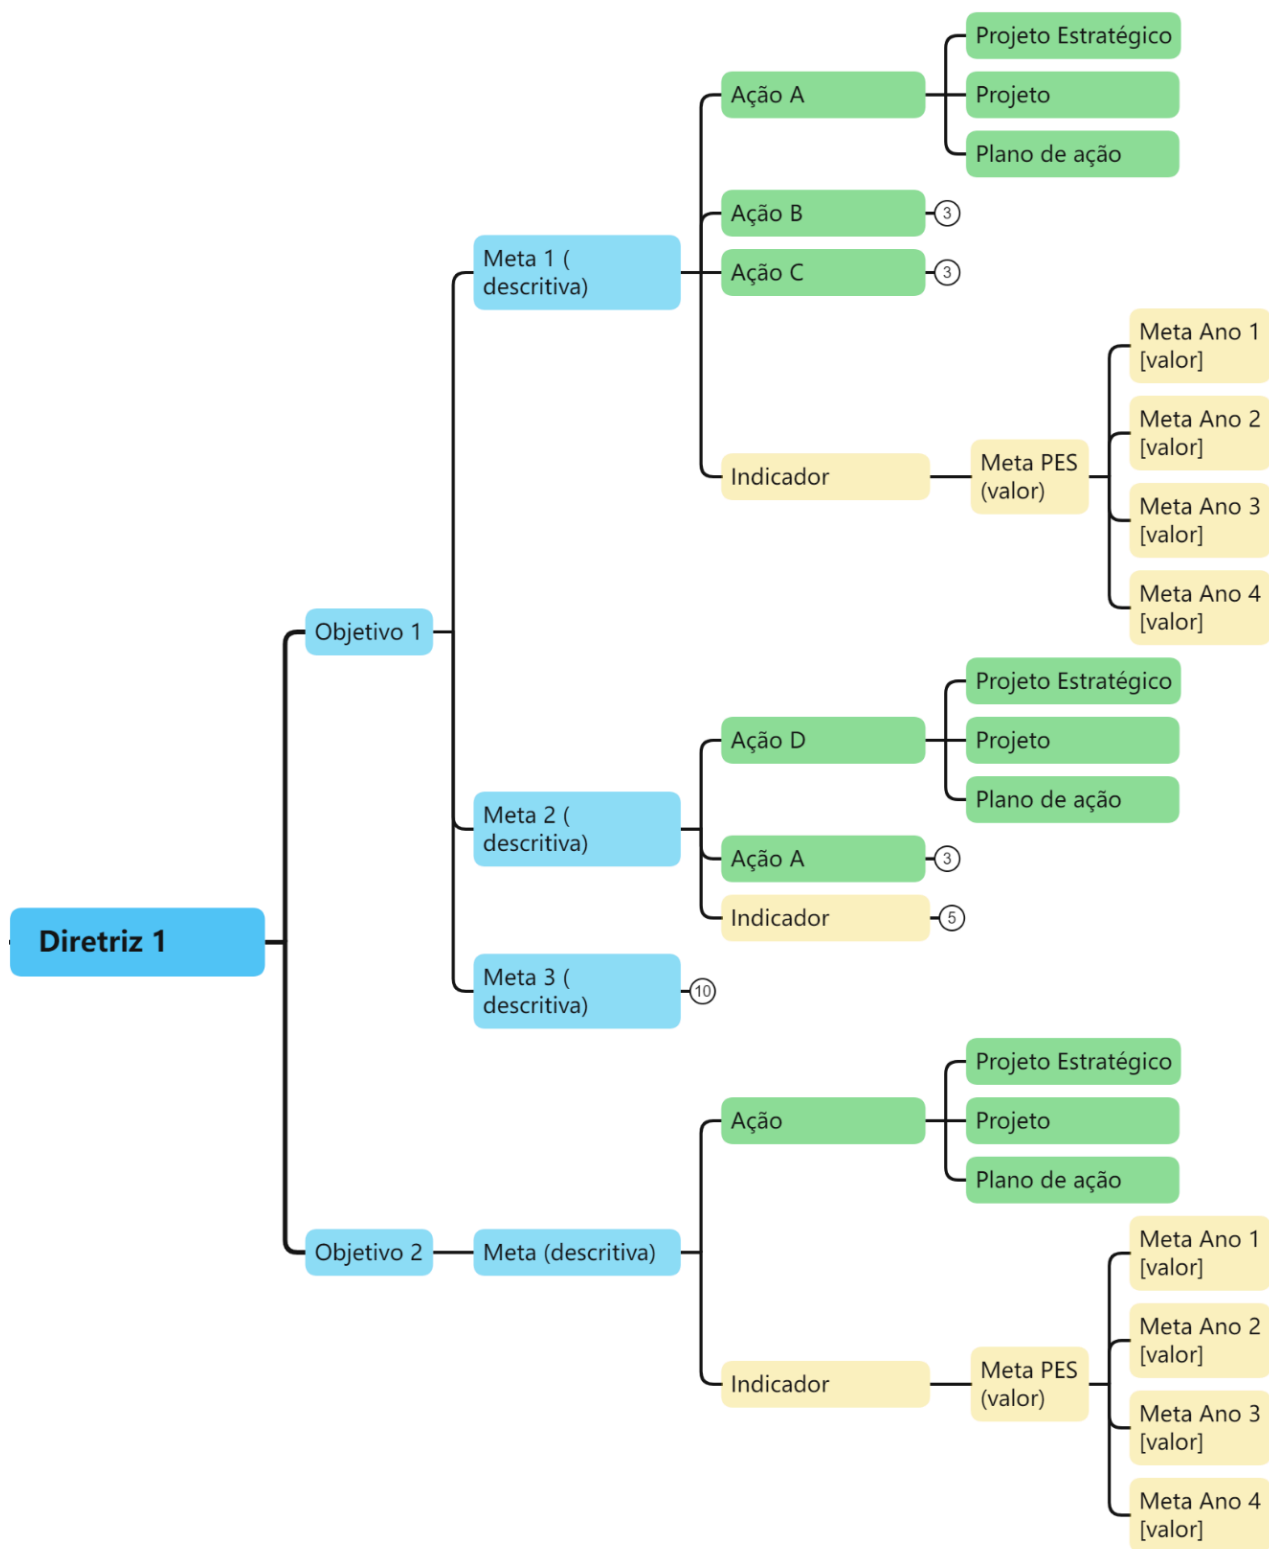 Diretriz 1
Objetivo 1
Meta 1 (
descritiva)
Ação A
Projeto Estratégico
Projeto
Plano de ação
Ação B
3
Ação C
3
Indicador
Meta PES
(valor)
Meta Ano 1
[valor]
Meta Ano 2
[valor]
Meta Ano 3
[valor]
Meta Ano 4
[valor]
Meta 2 (
descritiva)
Ação D
Projeto Estratégico
Projeto
Plano de ação
Ação A
3
Indicador
5
Meta 3 (
descritiva)
10
Objetivo 2
Meta (descritiva)
Ação
Projeto Estratégico
Projeto
Plano de ação
Indicador
Meta PES
(valor)
Meta Ano 1
[valor]
Meta Ano 2
[valor]
Meta Ano 3
[valor]
Meta Ano 4
[valor]